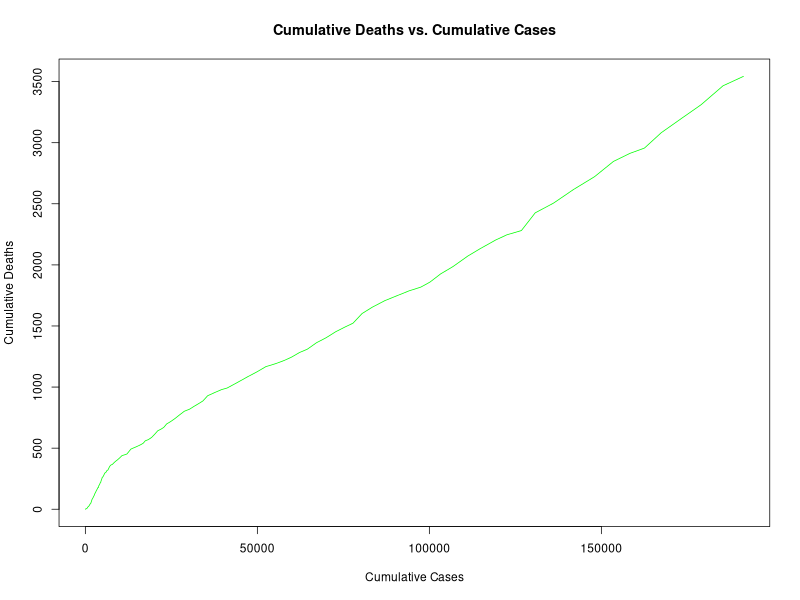 Cumulative Deaths vs. Cumulative Cases
3500
3000
2500
2000
1500
1000
500
0
Cumulative Deaths
0 50000 100000 150000
Cumulative Cases